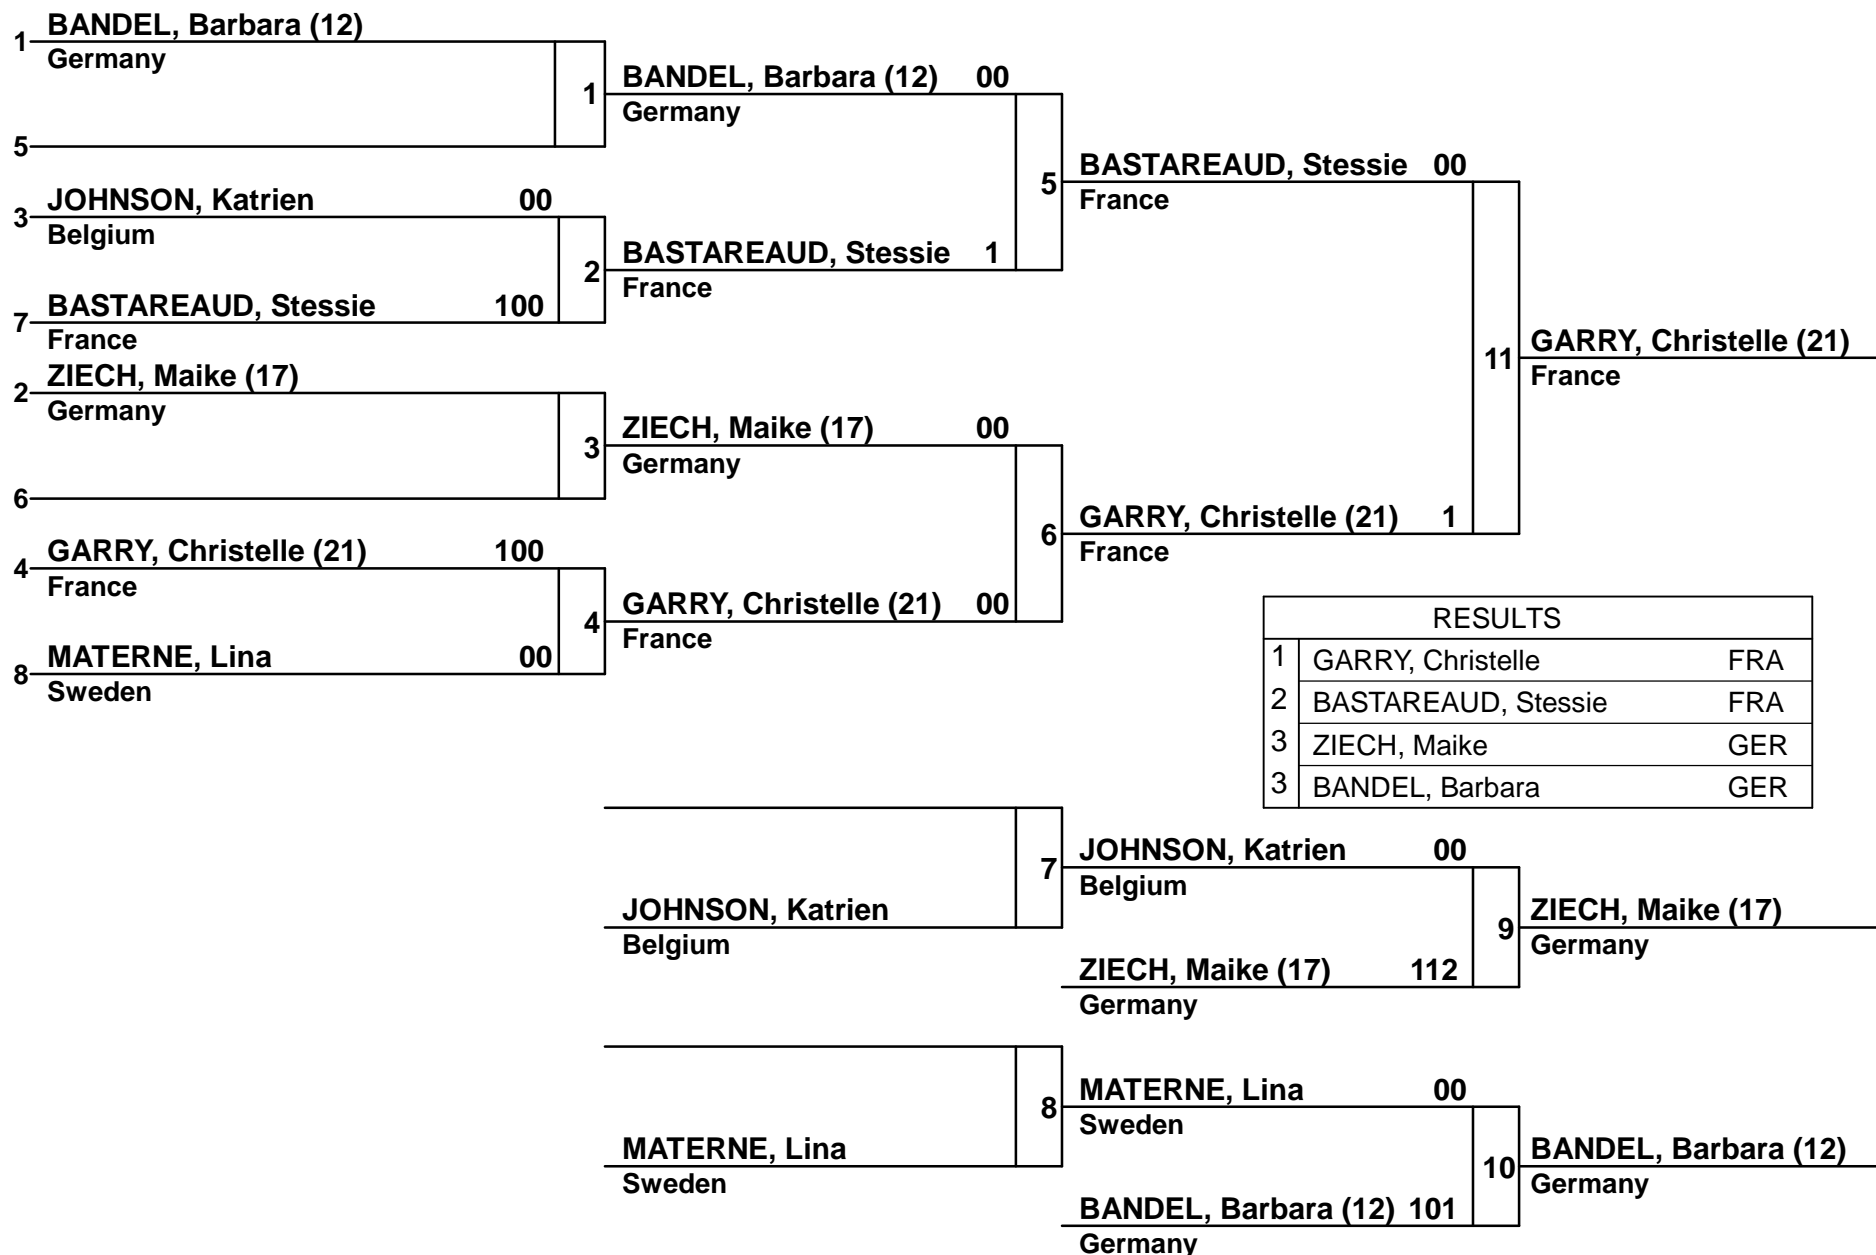 BANDEL, Barbara (12)
1
Germany
5
1
JOHNSON, Katrien 00
3
Belgium
BASTAREAUD, Stessie 100
7
France
2
ZIECH, Maike (17)
2
Germany
6
3
GARRY, Christelle (21) 100
4
France
MATERNE, Lina 00
8
Sweden
4
BANDEL, Barbara (12) 00
Germany
BASTAREAUD, Stessie 1
France
5
ZIECH, Maike (17) 00
Germany
GARRY, Christelle (21) 00
France
6
BASTAREAUD, Stessie 00
France
GARRY, Christelle (21) 1
France
11
GARRY, Christelle (21)
France
RESULTS
1 GARRY, Christelle FRA
2 BASTAREAUD, Stessie FRA
3 ZIECH, Maike GER
3 BANDEL, Barbara GER
JOHNSON, Katrien
Belgium
7
JOHNSON, Katrien 00
Belgium
ZIECH, Maike (17) 112
Germany
9
ZIECH, Maike (17)
Germany
MATERNE, Lina
Sweden
8
MATERNE, Lina 00
Sweden
BANDEL, Barbara (12) 101
Germany
10
BANDEL, Barbara (12)
Germany